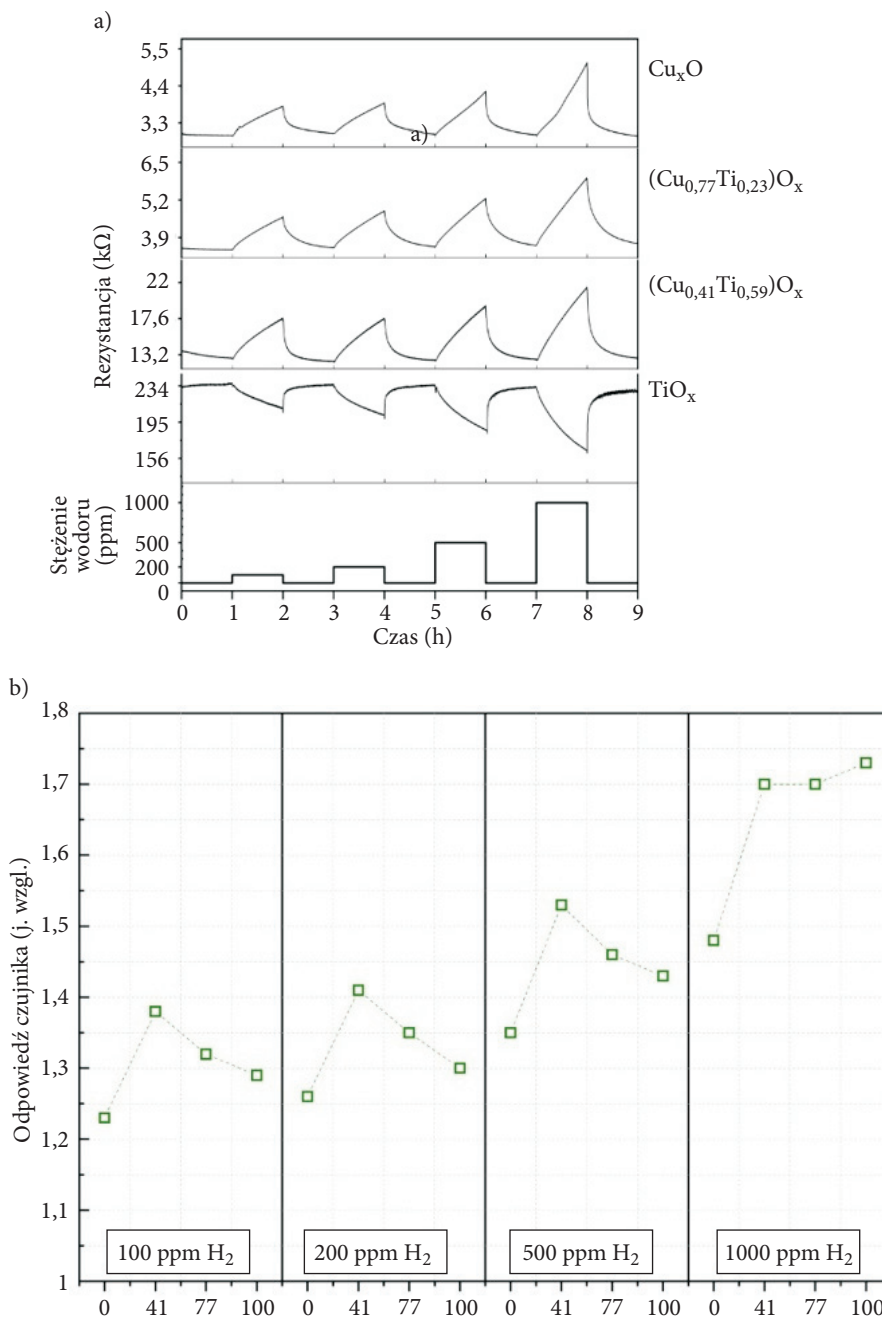 a)
5,5
4,4
3,3
Cu₍ₓ₎O
a)
6,5
5,2
3,9
(Cu₀,₇₇Ti₀,₂₃)Oₓ
22
17,6
13,2
(Cu₀,₄₁Ti₀,₅₉)Oₓ
234
195
156
TiOₓ
Rezystancja (kΩ)
1000
500
200
0
Stężenie
wodoru
(ppm)
0 1 2 3 4 5 6 7 8 9
Czas (h)
b)
1,8
1,7
1,6
1,5
1,4
1,3
1,2
1,1
1
Odpowiedź czujnika (j. wzgl.)
100 ppm H₂ 200 ppm H₂ 500 ppm H₂ 1000 ppm H₂
0 41 77 100 0 41 77 100 0 41 77 100 0 41 77 100